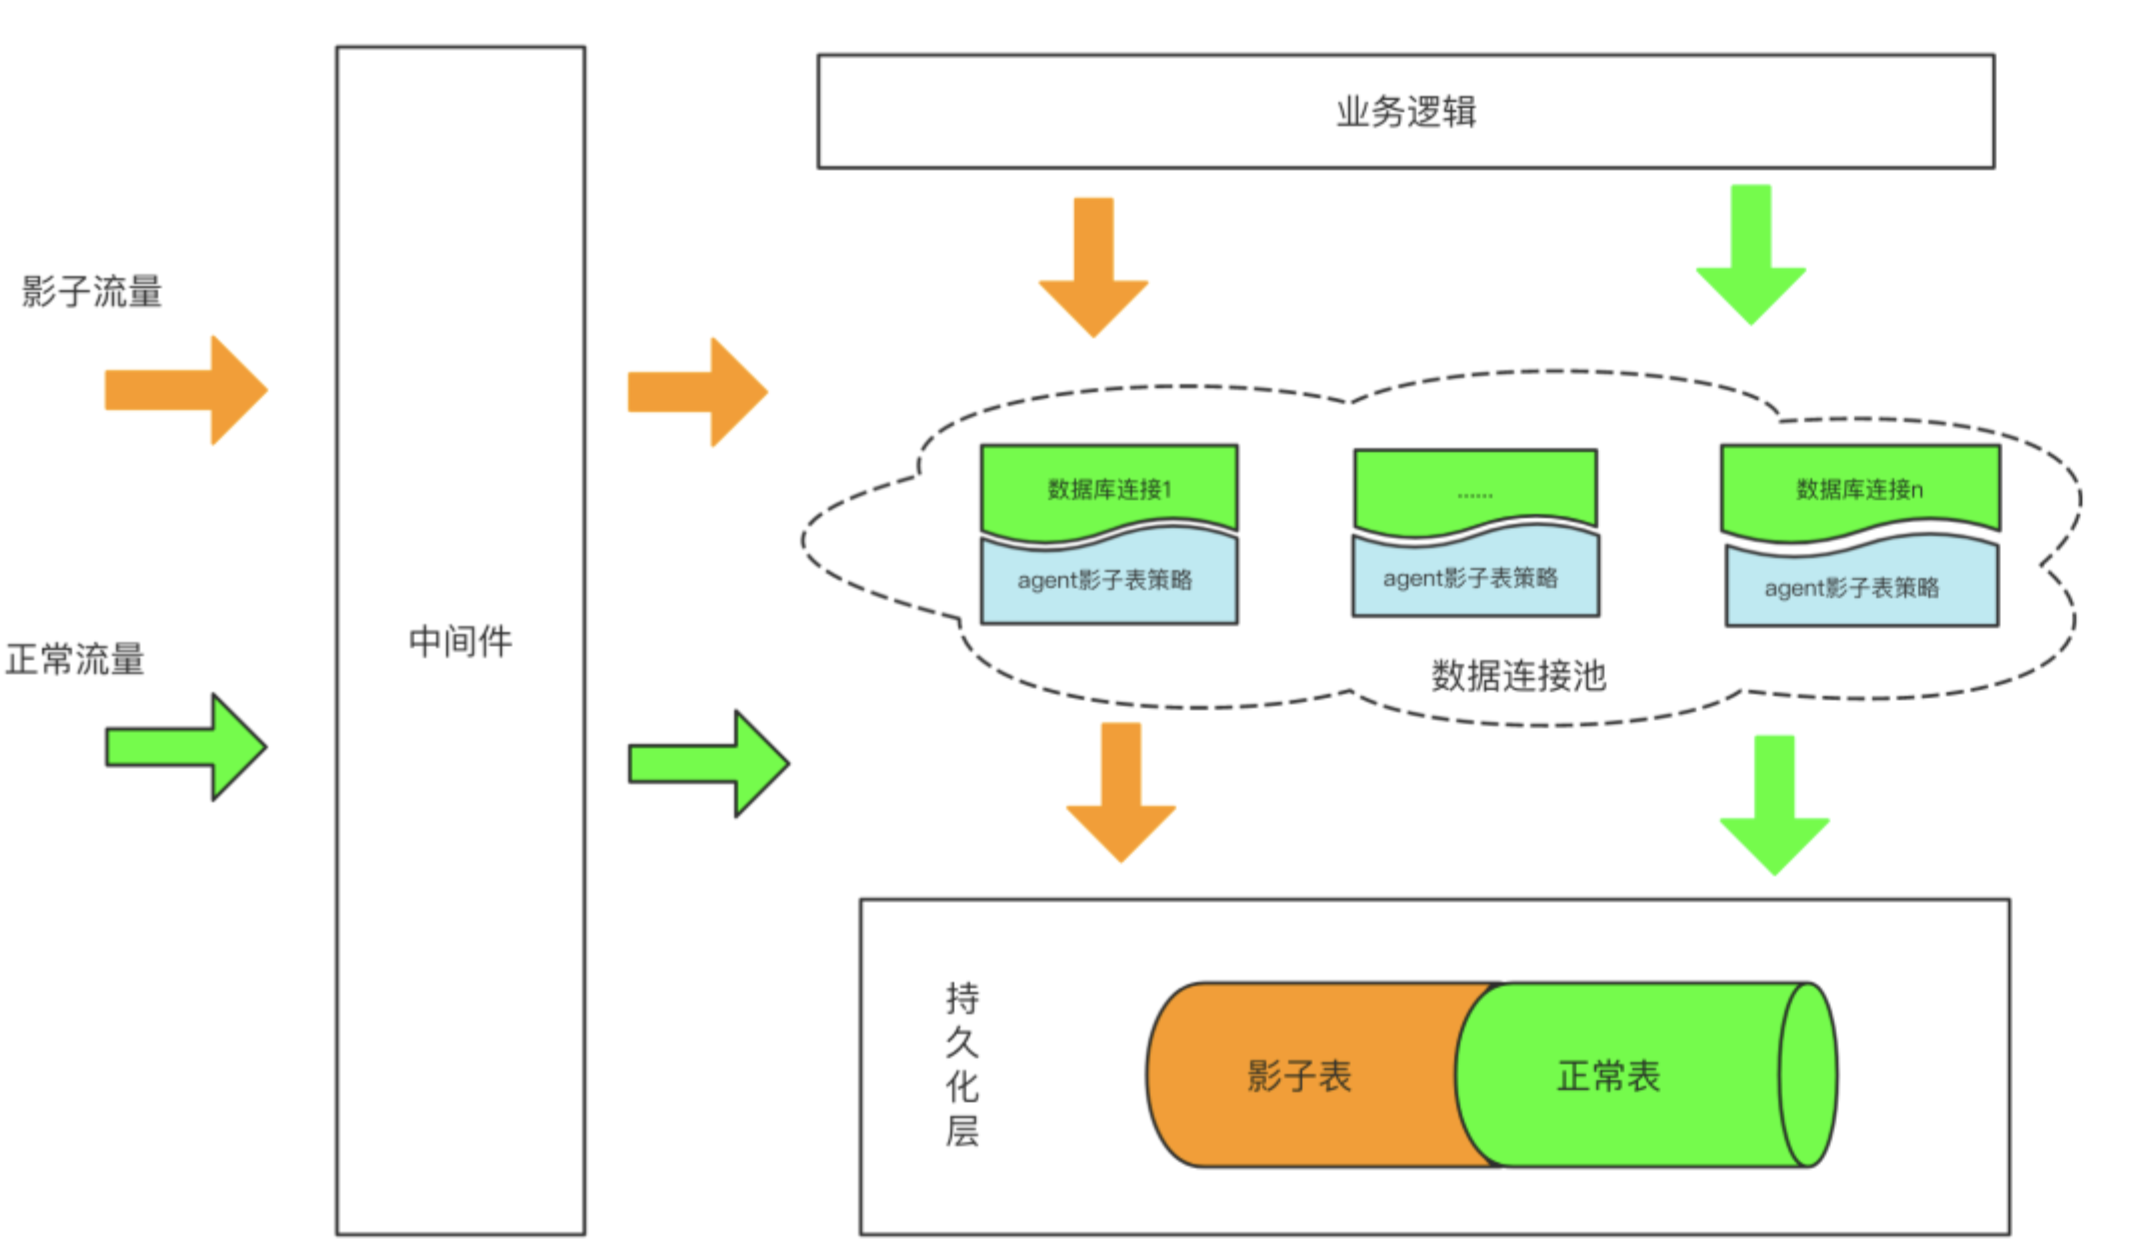 影子流量
正常流量
中间件
业务逻辑
数据库连接1
agent影子表策略
......
agent影子表策略
数据库连接n
agent影子表策略
数据连接池
持
久
化
层
影子表
正常表